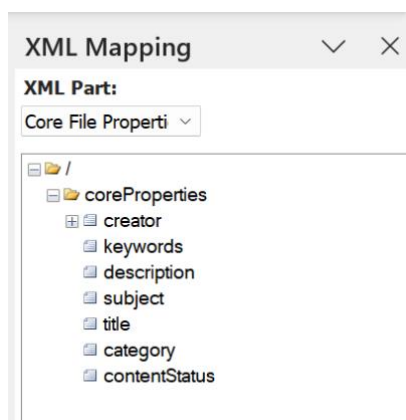 XML Mapping
XML Part:
Core File Properti
/
coreProperties
creator
keywords
description
subject
title
category
contentStatus